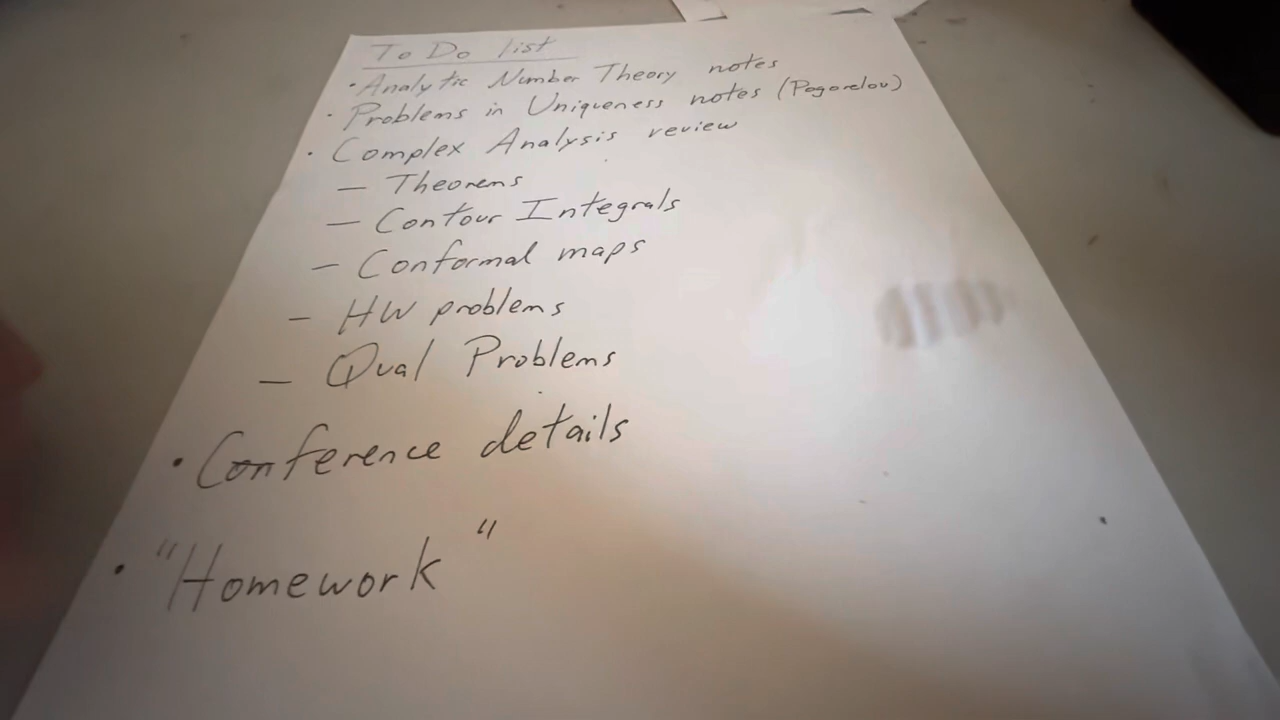 To Do list
• Analytic Number Theory notes
• Problems in Uniqueness notes (Pogorelov)
• Complex Analysis review
— Theorems
— Contour Integrals
— Conformal maps
— HW problems
— Qual Problems
• Conference details
• "Homework"